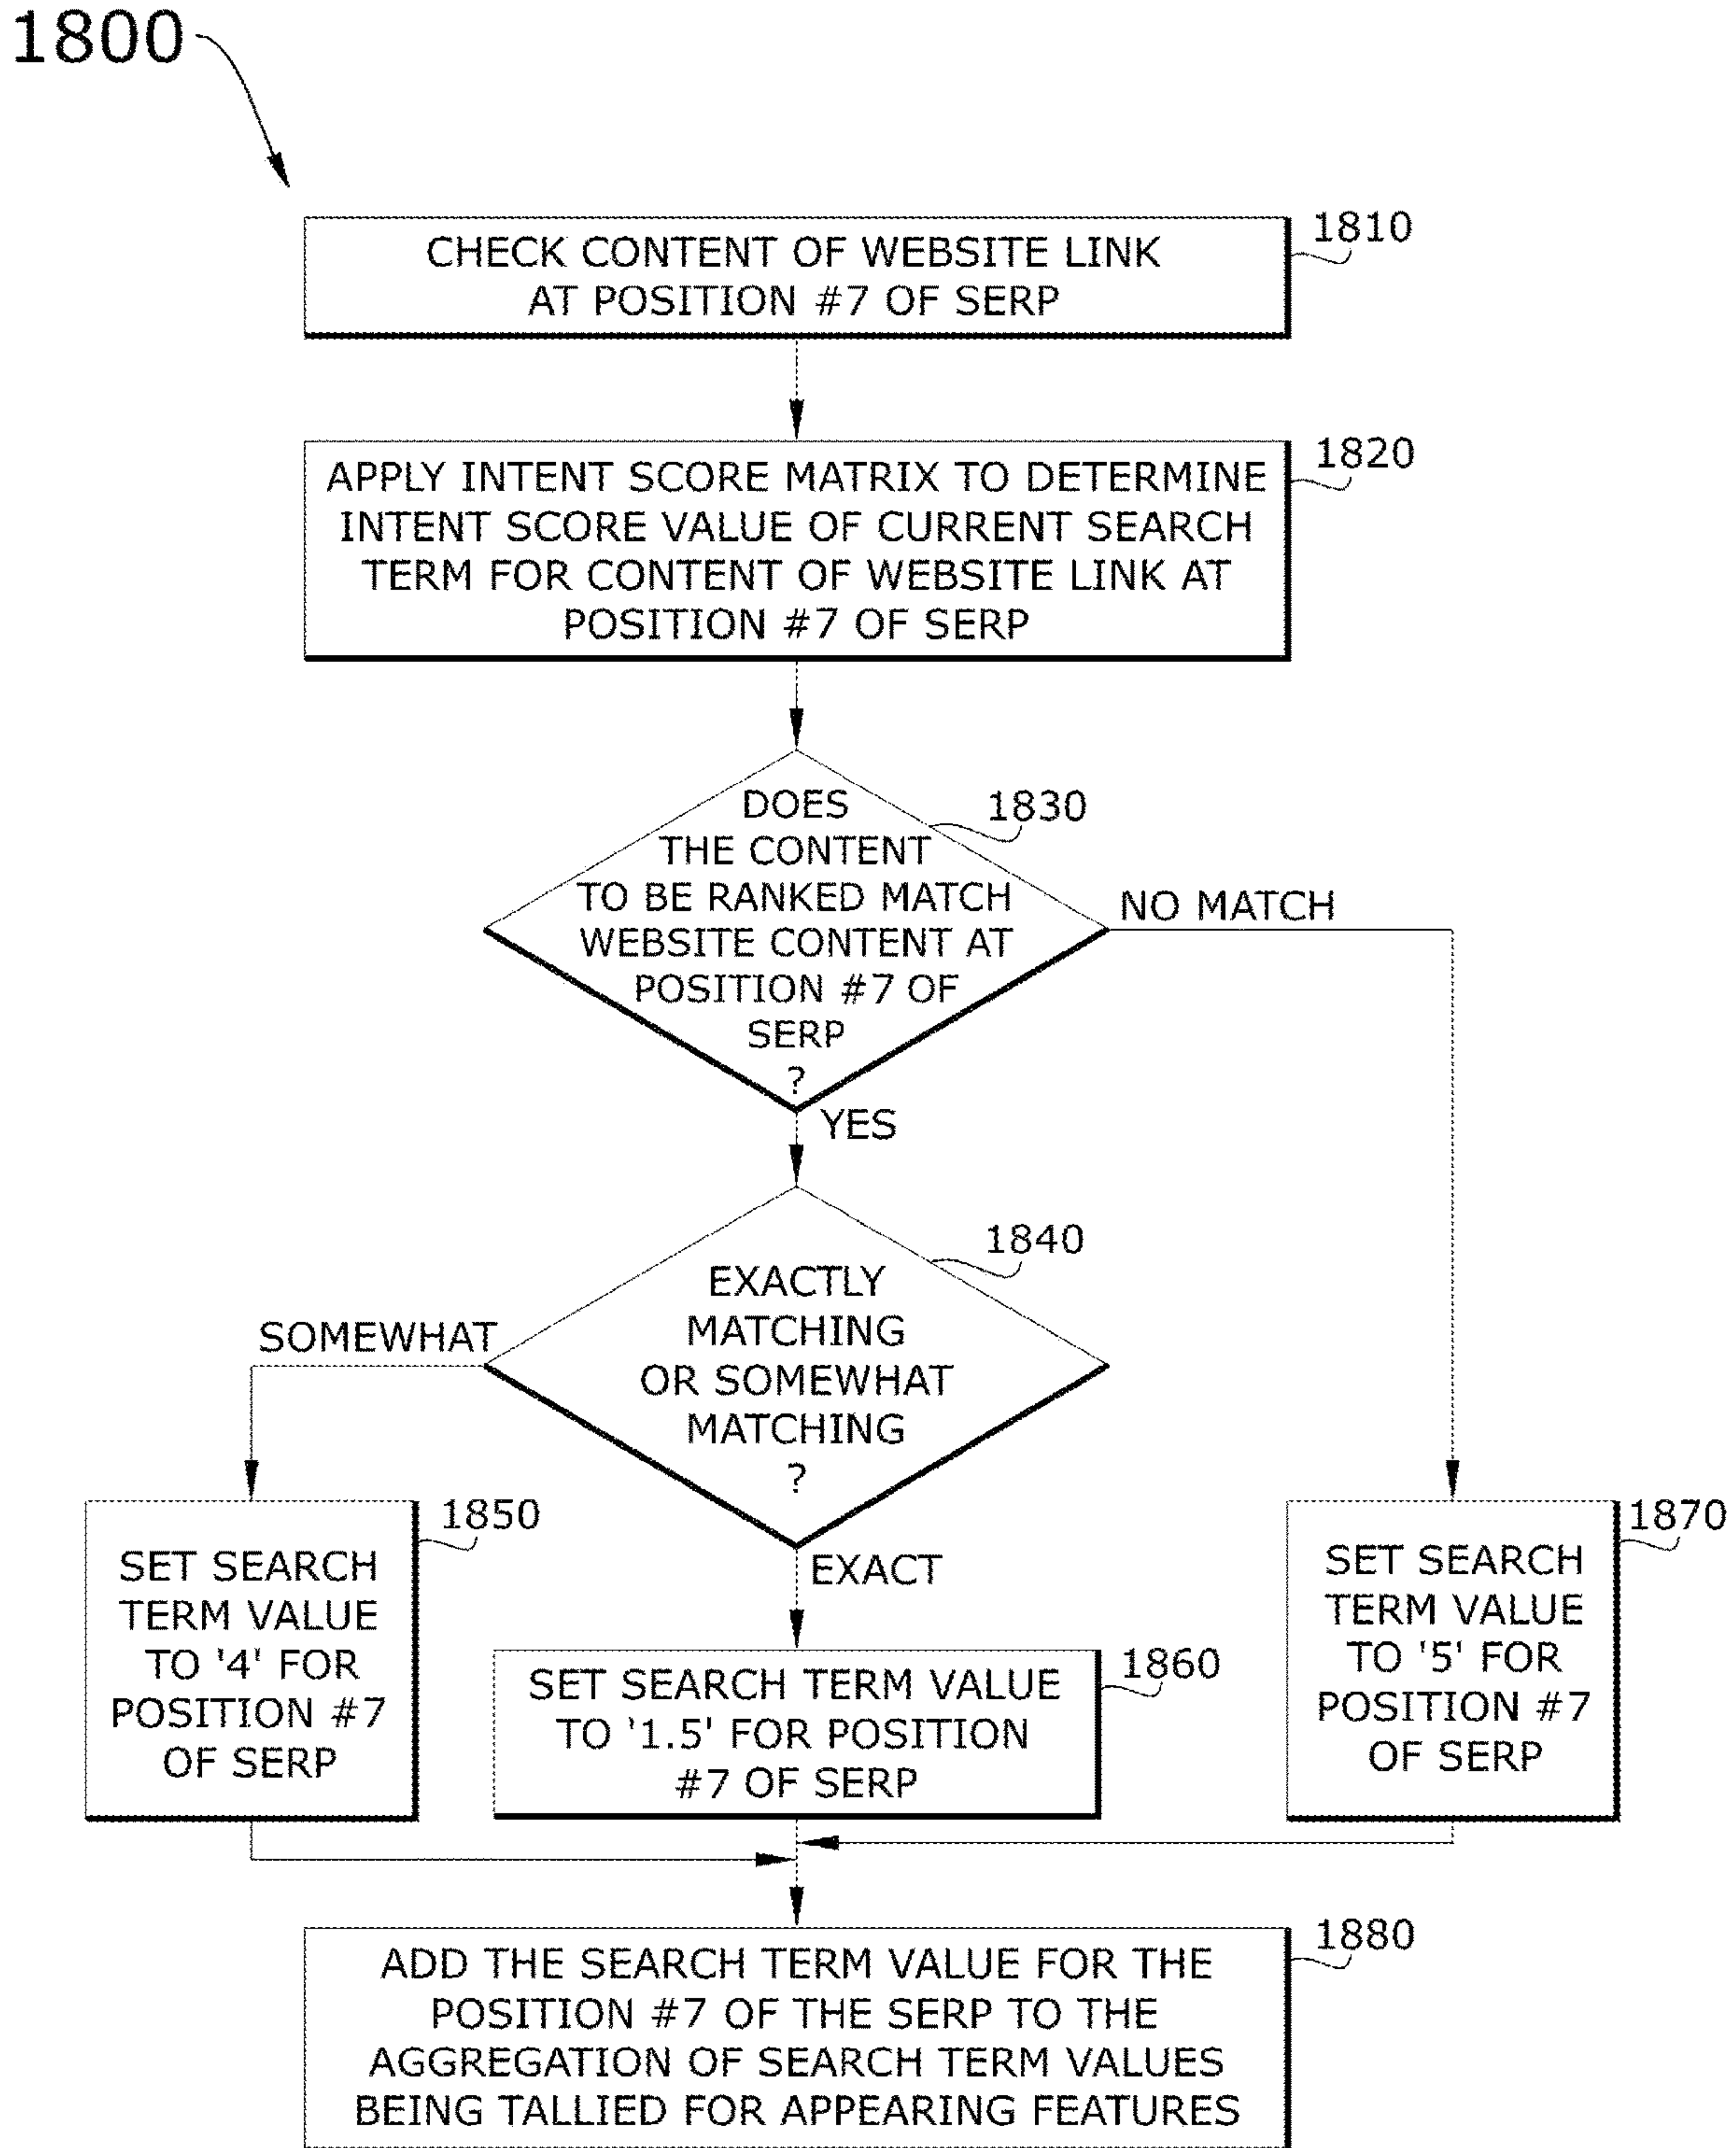 1800
CHECK CONTENT OF WEBSITE LINK
AT POSITION #7 OF SERP
1810
APPLY INTENT SCORE MATRIX TO DETERMINE
INTENT SCORE VALUE OF CURRENT SEARCH
TERM FOR CONTENT OF WEBSITE LINK AT
POSITION #7 OF SERP
1820
DOES
THE CONTENT
TO BE RANKED MATCH
WEBSITE CONTENT AT
POSITION #7 OF
SERP
?
1830
NO MATCH
YES
EXACTLY
MATCHING
OR SOMEWHAT
MATCHING
?
1840
SOMEWHAT
EXACT
SET SEARCH
TERM VALUE
TO '4' FOR
POSITION #7
OF SERP
1850
SET SEARCH TERM VALUE
TO '1.5' FOR POSITION
#7 OF SERP
1860
SET SEARCH
TERM VALUE
TO '5' FOR
POSITION #7
OF SERP
1870
ADD THE SEARCH TERM VALUE FOR THE
POSITION #7 OF THE SERP TO THE
AGGREGATION OF SEARCH TERM VALUES
BEING TALLIED FOR APPEARING FEATURES
1880